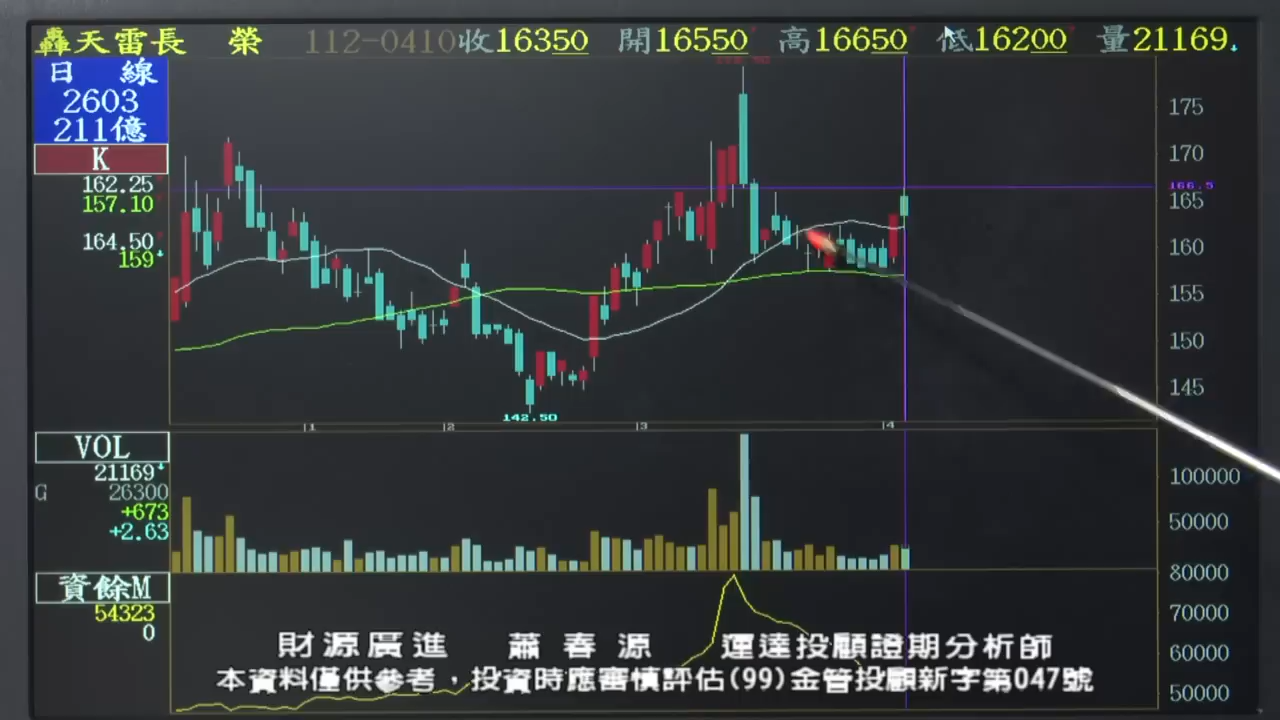 轟天雷長 榮 112-0410收16350 開16550 高16650 低16200 量21169
日 線
2603
211億
K
162.25
157.10
164.50
159
175
170
166.5
165
160
155
150
145
142.50
1 2 3 4
VOL
21169
G 26300
+673
+2.63
100000
50000
資餘M
54323
0
80000
70000
60000
50000
財源廣進 蕭春源 運達投顧證期分析師
本資料僅供參考，投資時應審慎評估(99)金管投顧新字第047號